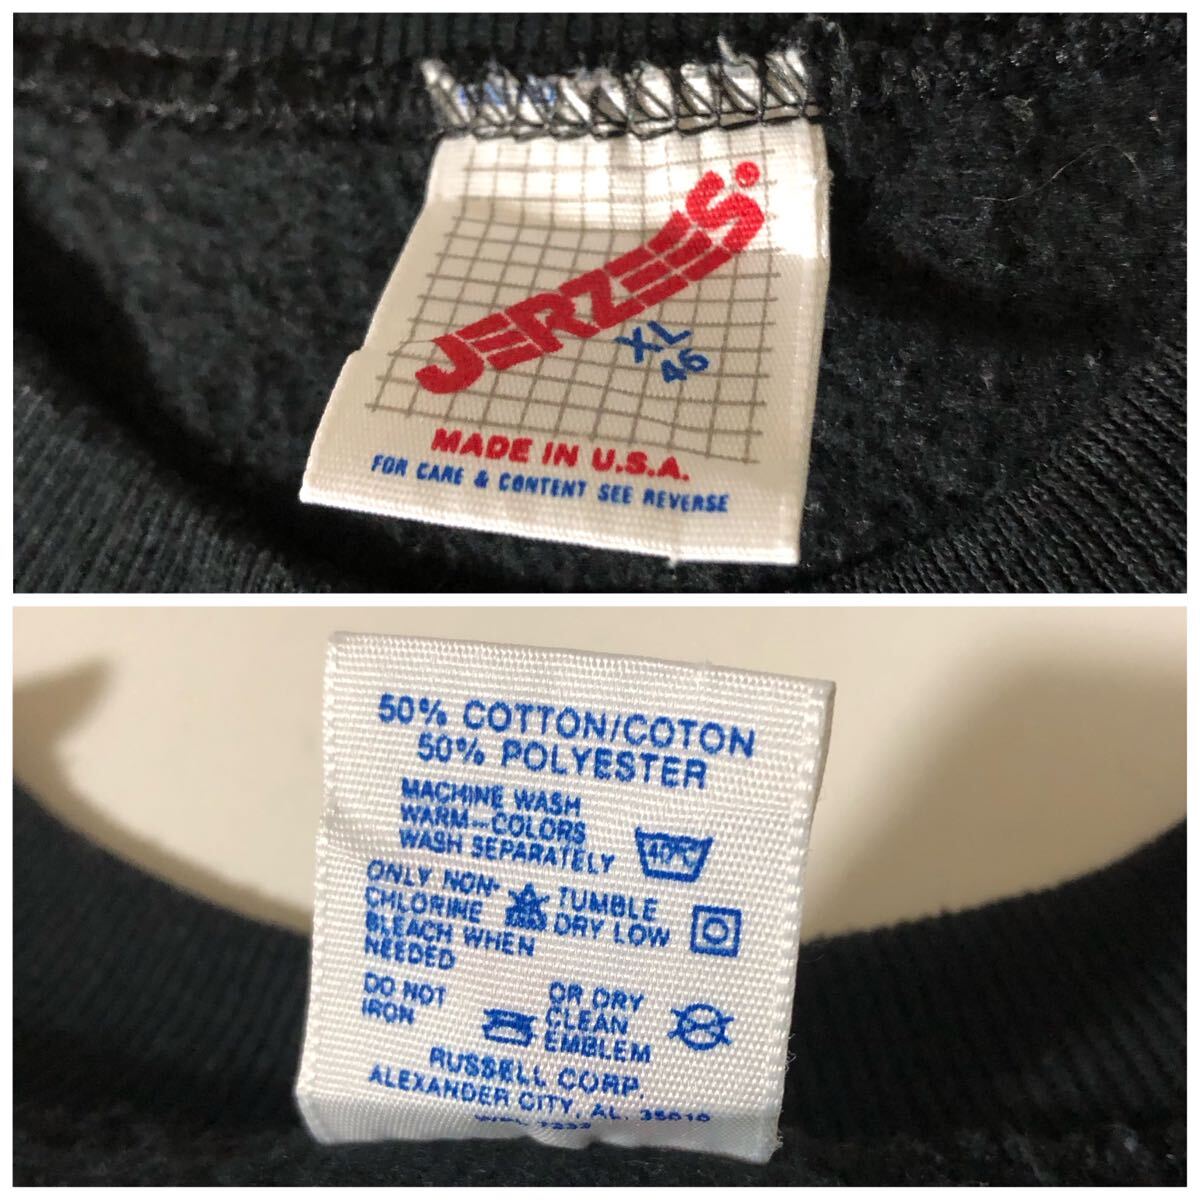 JERZEES
XL
46
MADE IN U.S.A.
FOR CARE & CONTENT SEE REVERSE
50% COTTON/COTON
50% POLYESTER
MACHINE WASH
WARM-COLORS
WASH SEPARATELY
40°C
ONLY NON-
CHLORINE
BLEACH WHEN
NEEDED
TUMBLE
DRY LOW
DO NOT
IRON
OR DRY
CLEAN
EMBLEM
RUSSELL CORP.
ALEXANDER CITY, AL. 35010